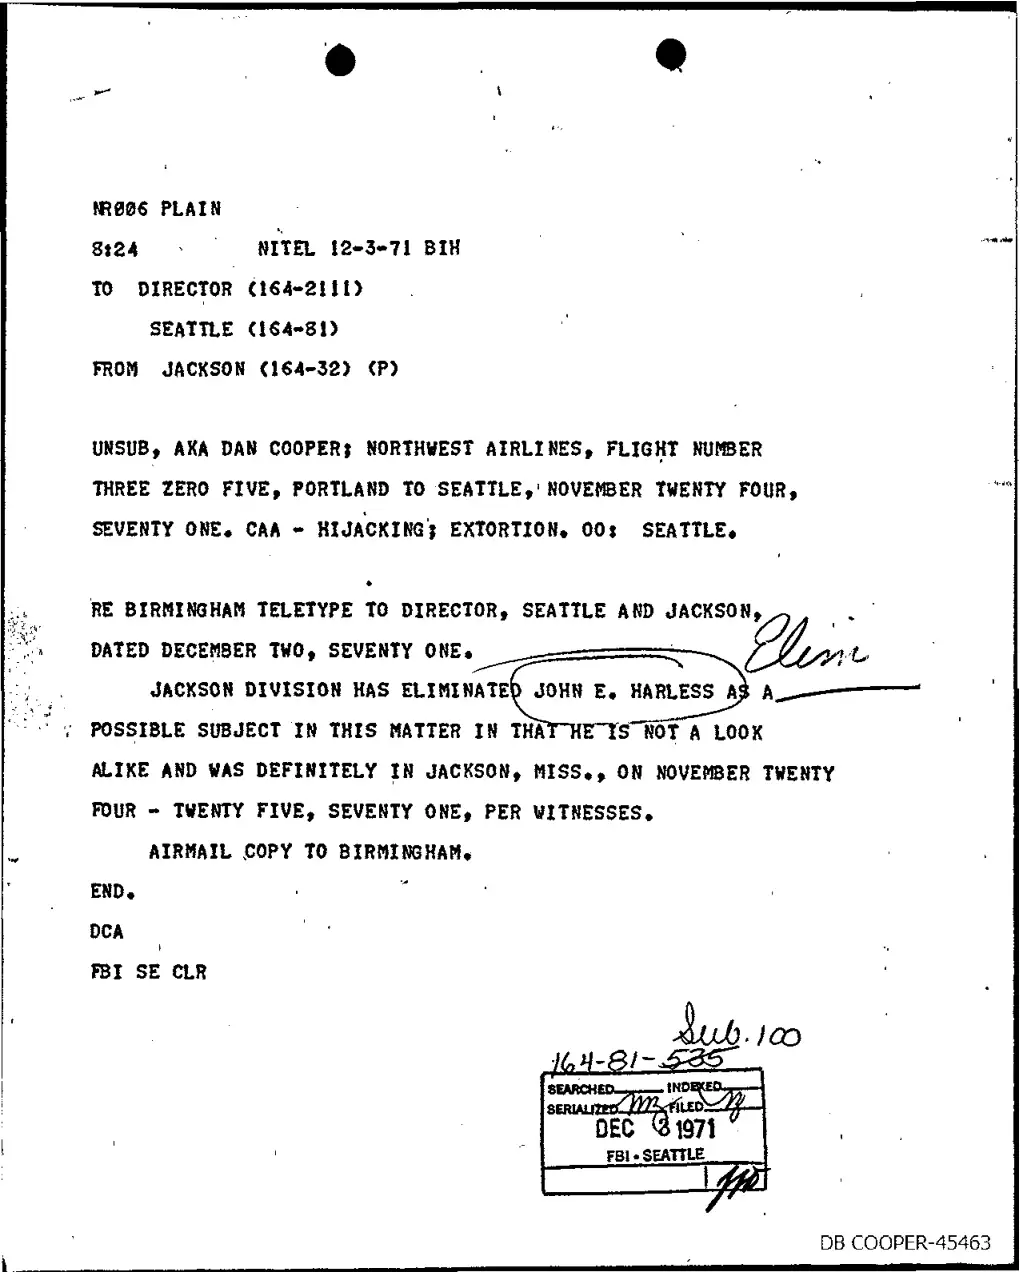 NR006 PLAIN
8:24 NITEL 12-3-71 BIH
TO DIRECTOR (164-2111)
SEATTLE (164-81)
FROM JACKSON (164-32) (P)
UNSUB, AKA DAN COOPER; NORTHWEST AIRLINES, FLIGHT NUMBER
THREE ZERO FIVE, PORTLAND TO SEATTLE, NOVEMBER TWENTY FOUR,
SEVENTY ONE. CAA - HIJACKING; EXTORTION. OO: SEATTLE.
RE BIRMINGHAM TELETYPE TO DIRECTOR, SEATTLE AND JACKSON,
DATED DECEMBER TWO, SEVENTY ONE.
Elim
JACKSON DIVISION HAS ELIMINATED JOHN E. HARLESS AS A
POSSIBLE SUBJECT IN THIS MATTER IN THAT HE IS NOT A LOOK
ALIKE AND WAS DEFINITELY IN JACKSON, MISS., ON NOVEMBER TWENTY
FOUR - TWENTY FIVE, SEVENTY ONE, PER WITNESSES.
AIRMAIL COPY TO BIRMINGHAM.
END.
DCA
FBI SE CLR
Sub. 100
164-81-535
SEARCHED INDEXED
SERIALIZED FILED
DEC 3 1971
FBI - SEATTLE
DB COOPER-45463